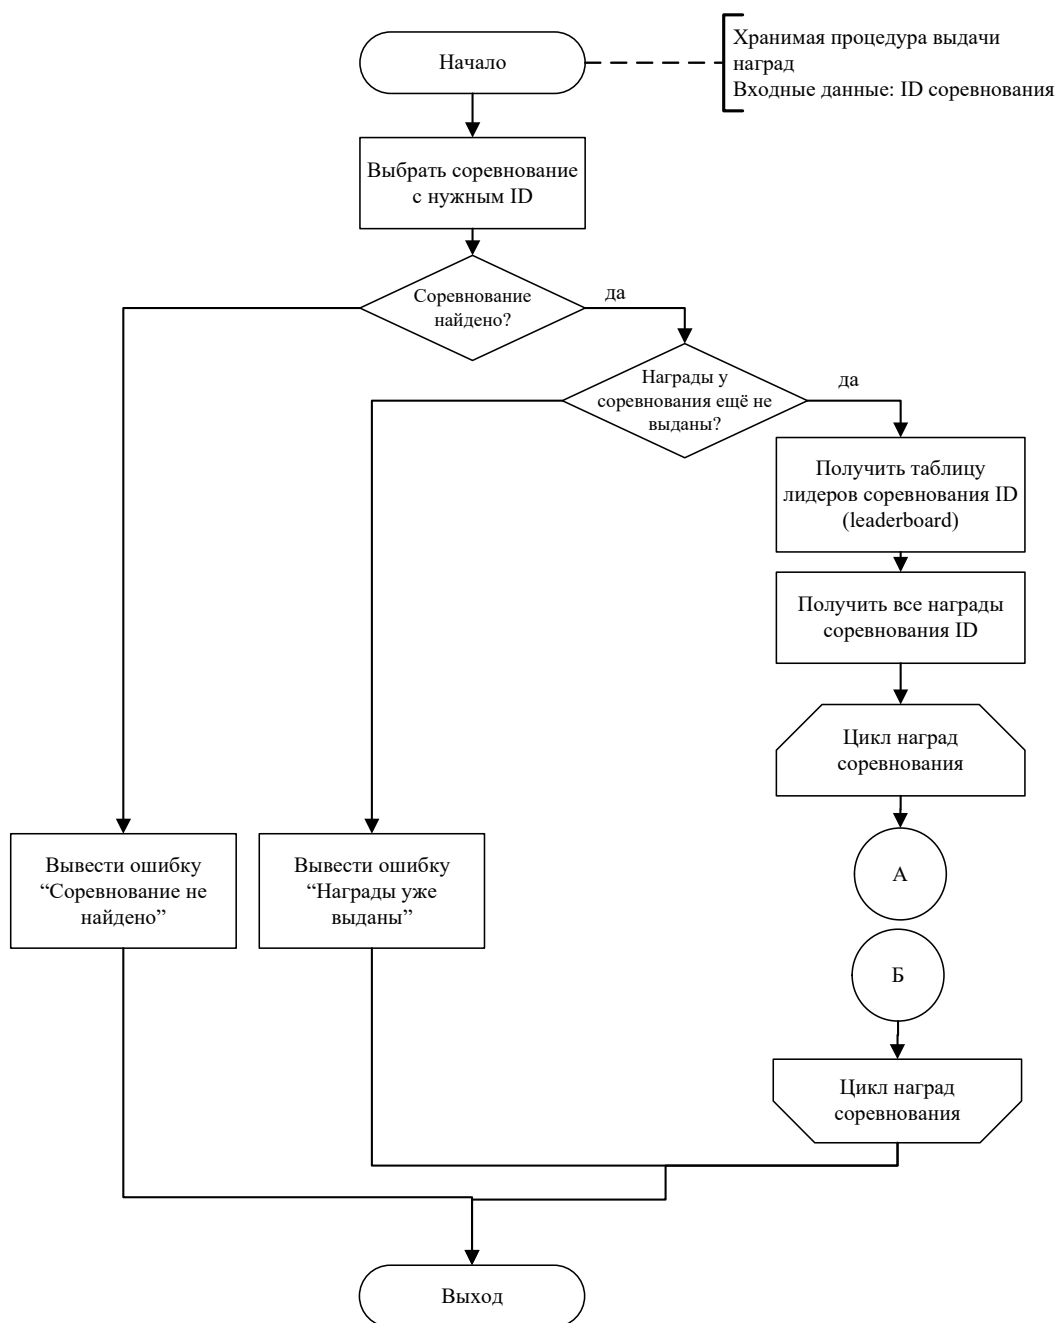 Начало
Хранимая процедура выдачи
наград
Входные данные: ID соревнования
Выбрать соревнование
с нужным ID
Соревнование
найдено?
да
Награды у
соревнования ещё не
выданы?
да
Получить таблицу
лидеров соревнования ID
(leaderboard)
Получить все награды
соревнования ID
Цикл наград
соревнования
Вывести ошибку
“Соревнование не
найдено”
Вывести ошибку
“Награды уже
выданы”
А
Б
Цикл наград
соревнования
Выход